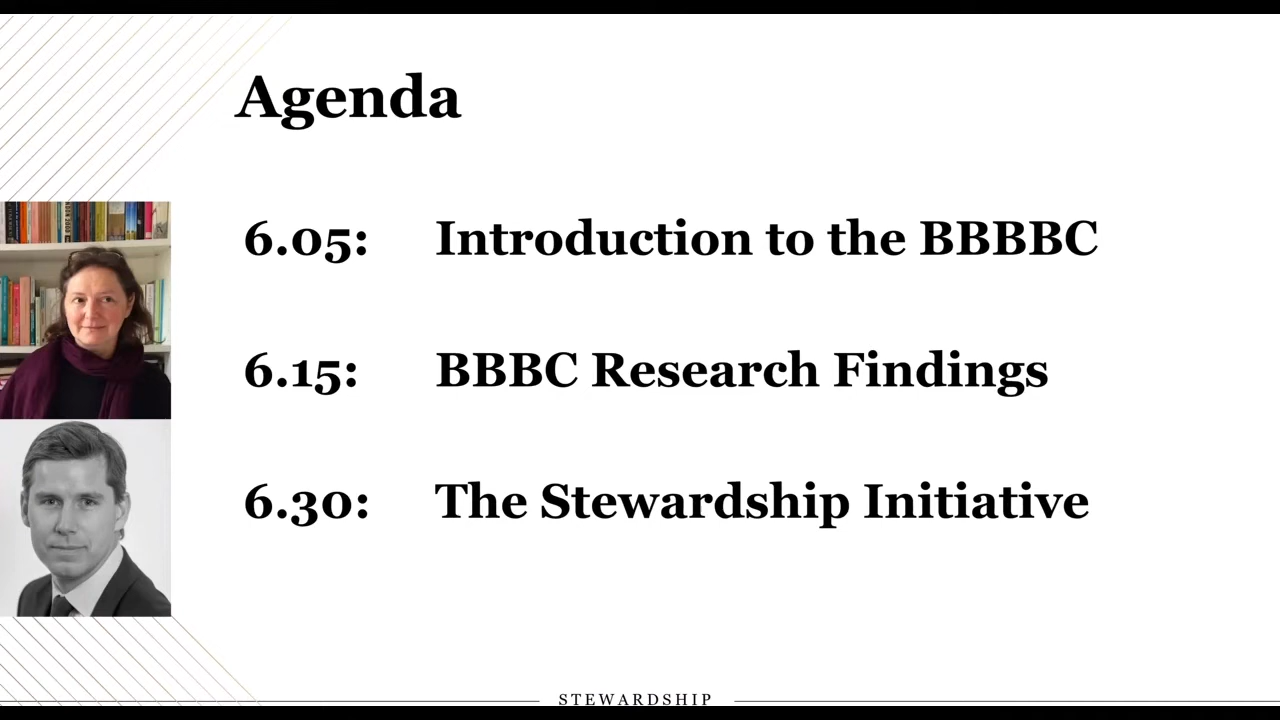 Agenda
6.05: Introduction to the BBBBC
6.15: BBBC Research Findings
6.30: The Stewardship Initiative
STEWARDSHIP